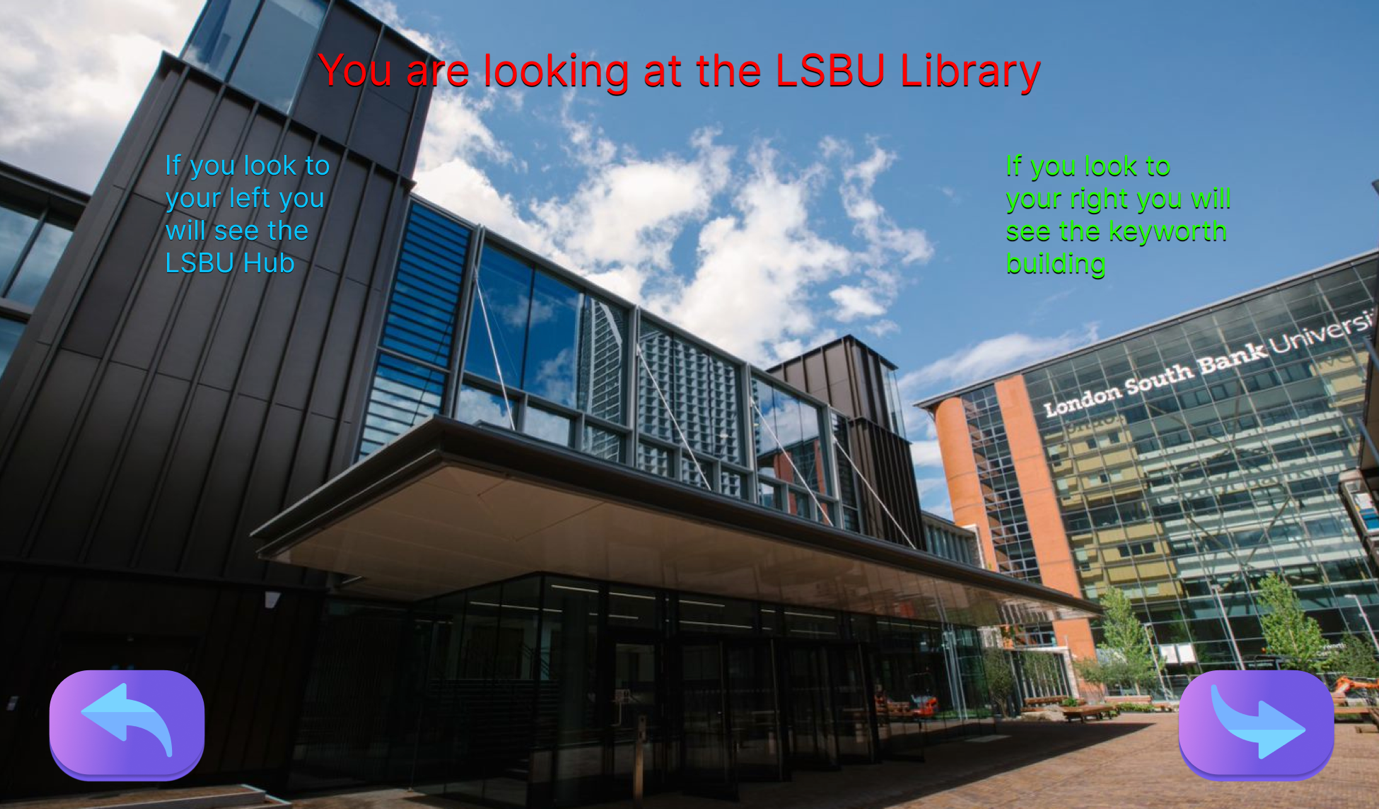 You are looking at the LSBU Library
If you look to
your left you
will see the
LSBU Hub
If you look to
your right you will
see the keyworth
building
London South Bank Universi